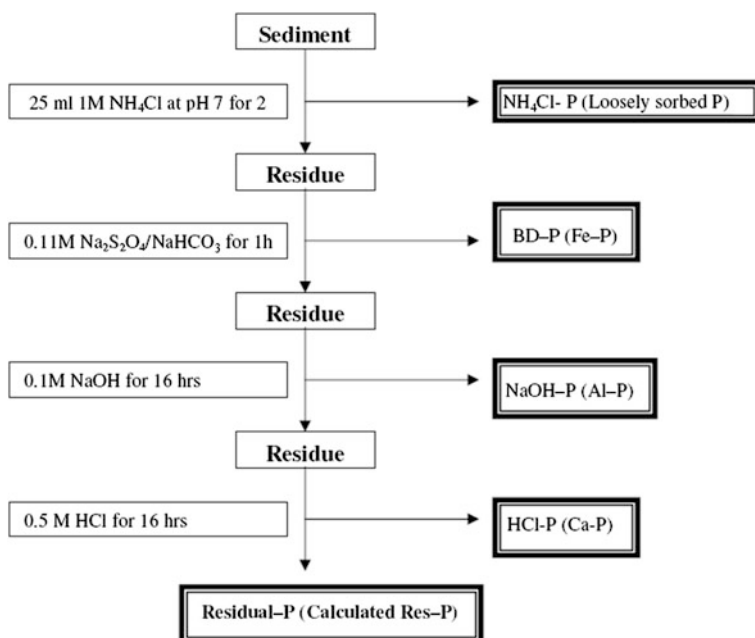 Sediment
25 ml 1M NH₄Cl at pH 7 for 2
NH₄Cl- P (Loosely sorbed P)
Residue
0.11M Na₂S₂O₄/NaHCO₃ for 1h
BD–P (Fe–P)
Residue
0.1M NaOH for 16 hrs
NaOH–P (Al–P)
Residue
0.5 M HCl for 16 hrs
HCl-P (Ca-P)
Residual–P (Calculated Res–P)